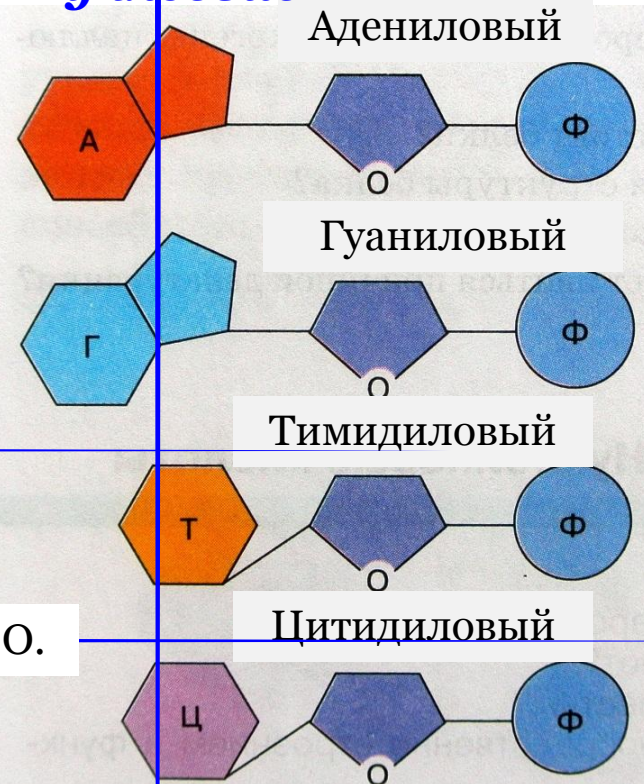 Адениловый
А
Ф
О
Гуаниловый
Г
Ф
О
Тимидиловый
Т
Ф
О
О.
Цитидиловый
Ц
Ф
О